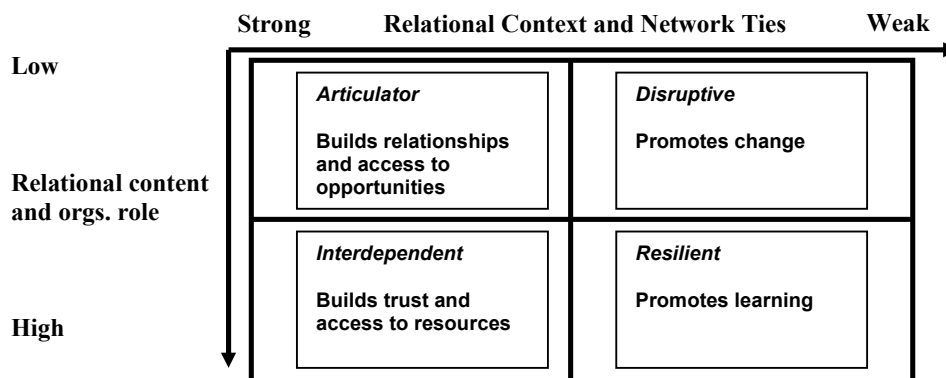 Strong Relational Context and Network Ties Weak
Low
Articulator
Builds relationships
and access to
opportunities
Disruptive
Promotes change
Relational content
and orgs. role
Interdependent
Builds trust and
access to resources
Resilient
Promotes learning
High